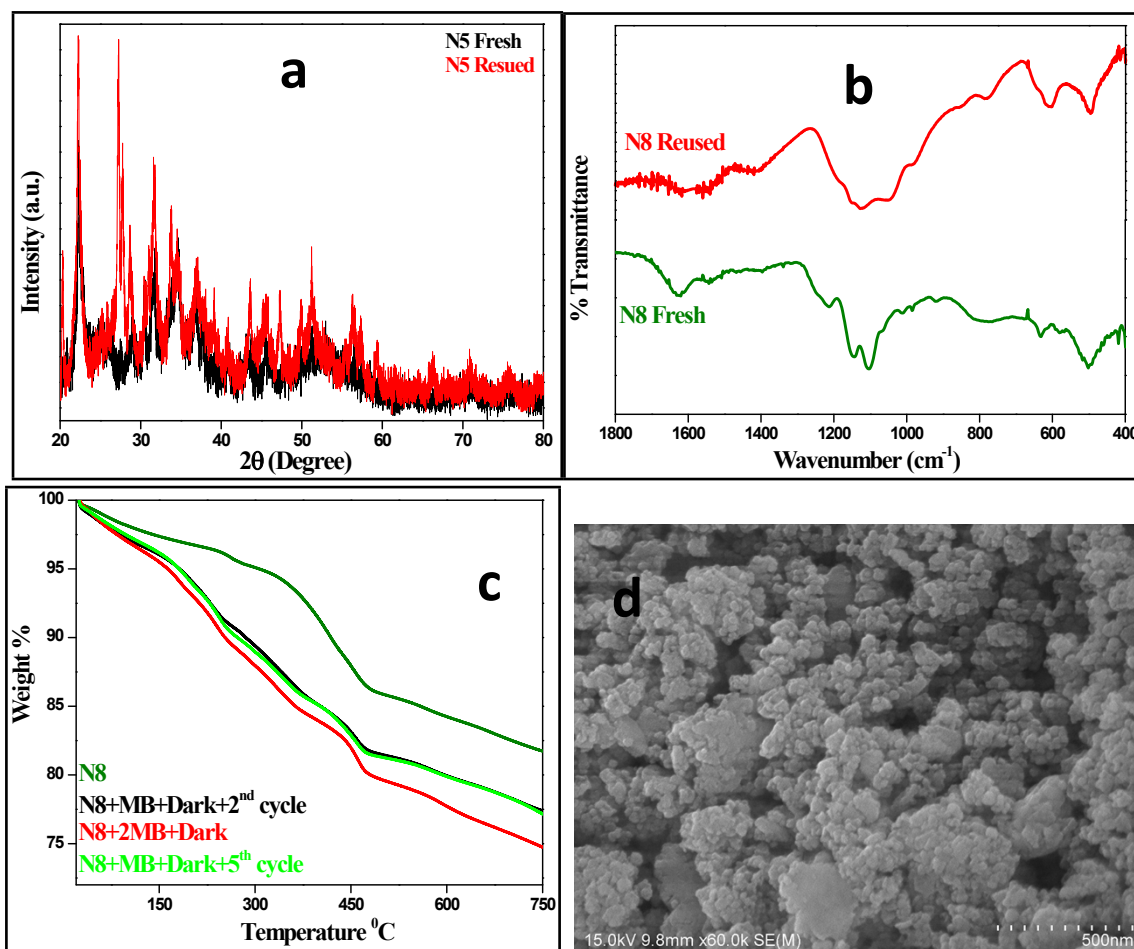 a
N5 Fresh
N5 Resued
Intensity (a.u.)
20 30 40 50 60 70 80
2θ (Degree)
b
N8 Reused
N8 Fresh
% Transmittance
1800 1600 1400 1200 1000 800 600 400
Wavenumber (cm⁻¹)
c
100
95
90
85
80
75
Weight %
N8
N8+MB+Dark+2ⁿᵈ cycle
N8+2MB+Dark
N8+MB+Dark+5ᵗʰ cycle
150 300 450 600 750
Temperature ⁰C
d
15.0kV 9.8mm x60.0k SE(M)
500nm